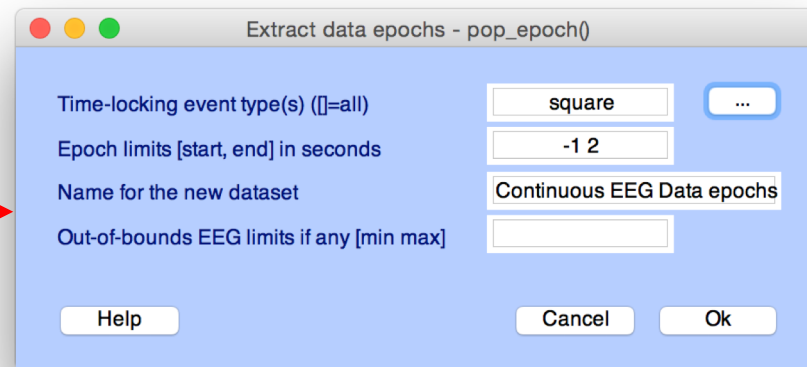 Extract data epochs - pop_epoch()
Time-locking event type(s) ([]=all) square ...
Epoch limits [start, end] in seconds -1 2
Name for the new dataset Continuous EEG Data epochs
Out-of-bounds EEG limits if any [min max]
Help Cancel Ok